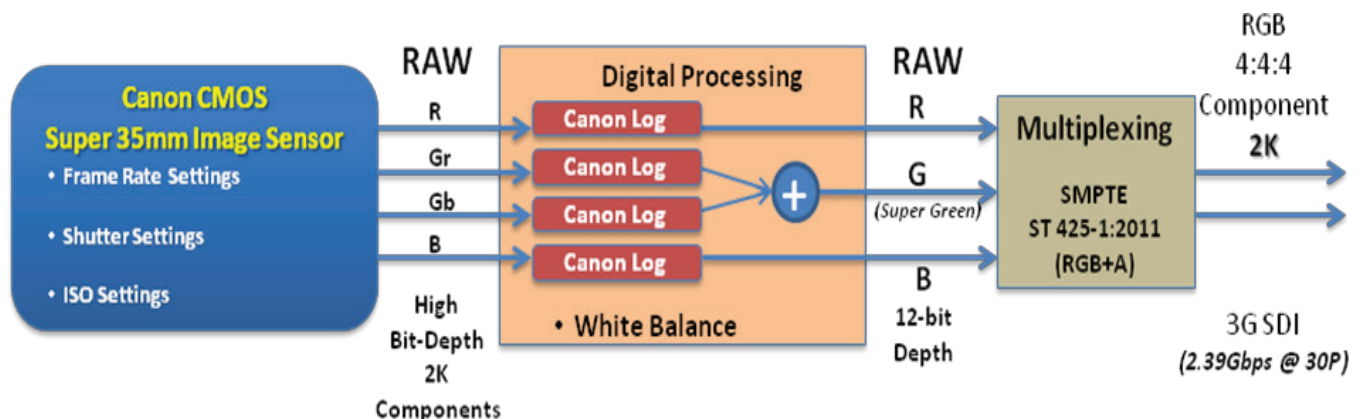 Canon CMOS
Super 35mm Image Sensor
• Frame Rate Settings
• Shutter Settings
• ISO Settings
RAW
R
Gr
Gb
B
High
Bit-Depth
2K
Components
Digital Processing
Canon Log
Canon Log
Canon Log
Canon Log
+
• White Balance
RAW
R
G
(Super Green)
B
12-bit
Depth
Multiplexing
SMPTE
ST 425-1:2011
(RGB+A)
RGB
4:4:4
Component
2K
3G SDI
(2.39Gbps @ 30P)